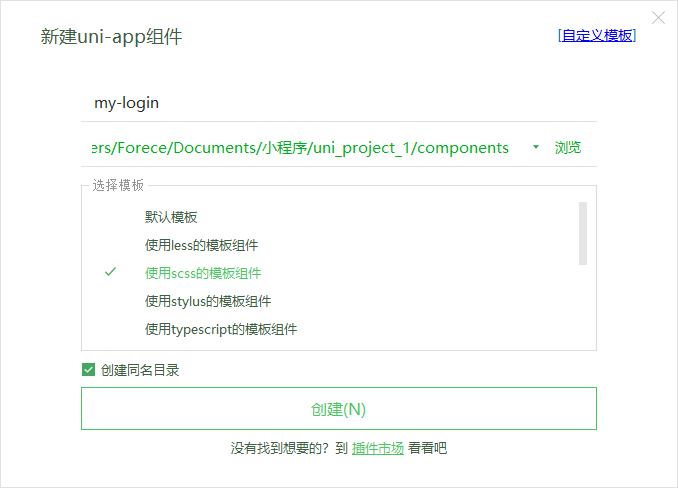 新建uni-app组件
[自定义模板]
my-login
ers/Forece/Documents/小程序/uni_project_1/components
浏览
选择模板
默认模板
使用less的模板组件
使用scss的模板组件
使用stylus的模板组件
使用typescript的模板组件
创建同名目录
创建(N)
没有找到想要的？到 插件市场 看看吧